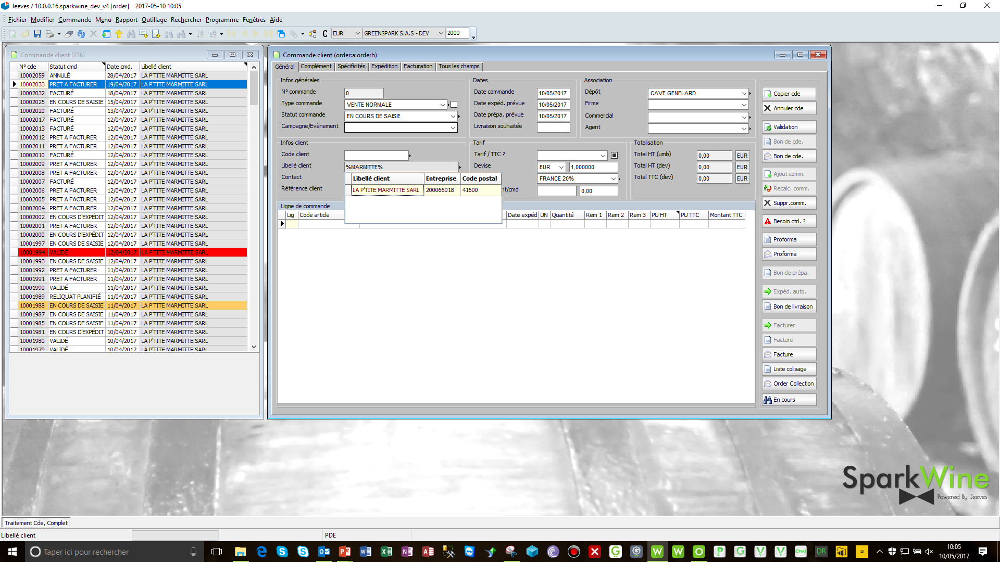 Jeeves / 10.0.0.16.sparkwine_dev_v4 [order] 2017-05-10 10:05
Fichier Modifier Commande Menu Rapport Outillage Rechercher Programme Fenêtres Aide
€ EUR GREENSPARK S.A.S - DEV 2000
Commande client [236]
N° cde Statut cmd Date cmd. Libellé client
10002059 ANNULÉ 28/04/2017 LA P'TITE MARMITTE SARL
10002033 PRET A FACTURER 19/04/2017 LA P'TITE MARMITTE SARL
10002032 FACTURÉ 18/04/2017 LA P'TITE MARMITTE SARL
10002025 EN COURS DE SAISIE 15/04/2017 LA P'TITE MARMITTE SARL
10002020 FACTURÉ 13/04/2017 LA P'TITE MARMITTE SARL
10002017 FACTURÉ 12/04/2017 LA P'TITE MARMITTE SARL
10002013 FACTURÉ 12/04/2017 LA P'TITE MARMITTE SARL
10002012 PRET A FACTURER 12/04/2017 LA P'TITE MARMITTE SARL
10002011 PRET A FACTURER 12/04/2017 LA P'TITE MARMITTE SARL
10002010 FACTURÉ 12/04/2017 LA P'TITE MARMITTE SARL
10002009 PRET A FACTURER 12/04/2017 LA P'TITE MARMITTE SARL
10002008 PRET A FACTURER 12/04/2017 LA P'TITE MARMITTE SARL
10002007 FACTURÉ 12/04/2017 LA P'TITE MARMITTE SARL
10002006 PRET A FACTURER 12/04/2017 LA P'TITE MARMITTE SARL
10002005 PRET A FACTURER 12/04/2017 LA P'TITE MARMITTE SARL
10002004 PRET A FACTURER 12/04/2017 LA P'TITE MARMITTE SARL
10002002 EN COURS D'EXPÉDIT 12/04/2017 LA P'TITE MARMITTE SARL
10002001 PRET A FACTURER 12/04/2017 LA P'TITE MARMITTE SARL
10002000 EN COURS D'EXPÉDIT 12/04/2017 LA P'TITE MARMITTE SARL
10001997 EN COURS DE SAISIE 12/04/2017 LA P'TITE MARMITTE SARL
10001994 VALIDÉ 12/04/2017 LA P'TITE MARMITTE SARL
10001993 EN COURS DE SAISIE 12/04/2017 LA P'TITE MARMITTE SARL
10001992 PRET A FACTURER 11/04/2017 LA P'TITE MARMITTE SARL
10001991 PRET A FACTURER 11/04/2017 LA P'TITE MARMITTE SARL
10001990 VALIDÉ 11/04/2017 LA P'TITE MARMITTE SARL
10001989 RELIQUAT PLANIFIÉ 11/04/2017 LA P'TITE MARMITTE SARL
10001988 EN COURS DE SAISIE 11/04/2017 LA P'TITE MARMITTE SARL
10001987 EN COURS DE SAISIE 11/04/2017 LA P'TITE MARMITTE SARL
10001985 EN COURS DE SAISIE 11/04/2017 LA P'TITE MARMITTE SARL
10001981 EN COURS D'EXPÉDIT 10/04/2017 LA P'TITE MARMITTE SARL
10001980 VALIDÉ 10/04/2017 LA P'TITE MARMITTE SARL
10001979 VALIDÉ 10/04/2017 LA P'TITE MARMITTE SARL
Commande client (order:a:orderh)
Général Complément Spécificités Expédition Facturation Tous les champs
Infos générales
N° commande 0
Type commande VENTE NORMALE
Statut commande EN COURS DE SAISIE
Campagne/Evènement
Dates
Date commande 10/05/2017
Date expéd. prévue 10/05/2017
Date prépa. prévue 10/05/2017
Livraison souhaitée
Association
Dépôt CAVE GENELARD
Firme
Commercial
Agent
Infos client
Code client
Libellé client %MARMITTE%
Contact
Référence client
Libellé client Entreprise Code postal
LA P'TITE MARMITTE SARL 200066018 41600
Tarif
Tarif / TTC ?
Devise EUR 1,000000
FRANCE 20%
nt/cmd 0,00
Totalisation
Total HT (umb) 0,00 EUR
Total HT (dev) 0,00 EUR
Total TTC (dev) 0,00 EUR
Ligne de commande
Lig Code article Date expéd UN Quantité Rem 1 Rem 2 Rem 3 PU HT PU TTC Montant TTC
Copier cde
Annuler cde
Validation
Bon de cde.
Bon de cde.
Ajout comm.
Recalc. comm.
Suppr.comm.
Besoin ctrl. ?
Proforma
Proforma
Bon de prépa.
Expéd. auto.
Bon de livraison
Facturer
Facture
Facture
Liste colisage
Order Collection
En cours
SparkWine
Powered By Jeeves
Traitement Cde, Complet
Libellé client PDE
Taper ici pour rechercher
W W O P G V V CHAI DR
10:05
10/05/2017